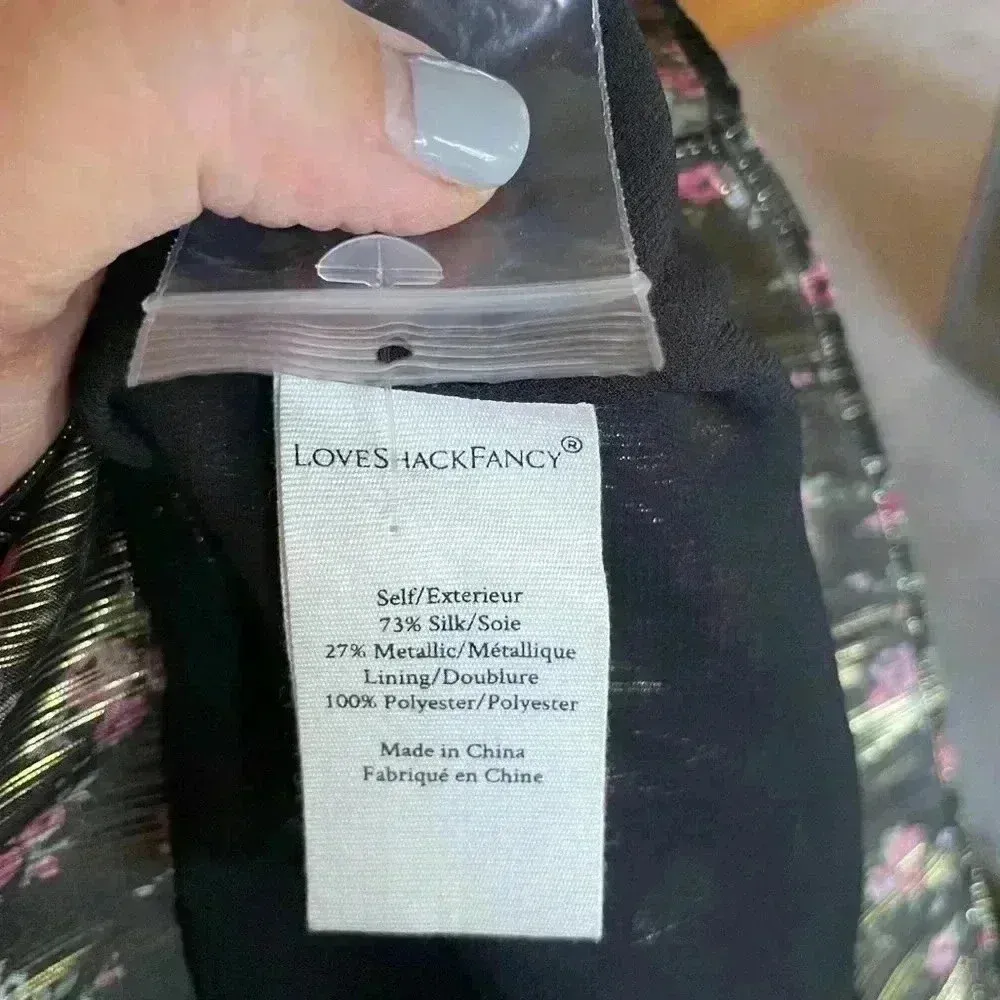 LOVESHACKFANCY®
Self/Exterieur
73% Silk/Soie
27% Metallic/Métallique
Lining/Doublure
100% Polyester/Polyester
Made in China
Fabriqué en Chine